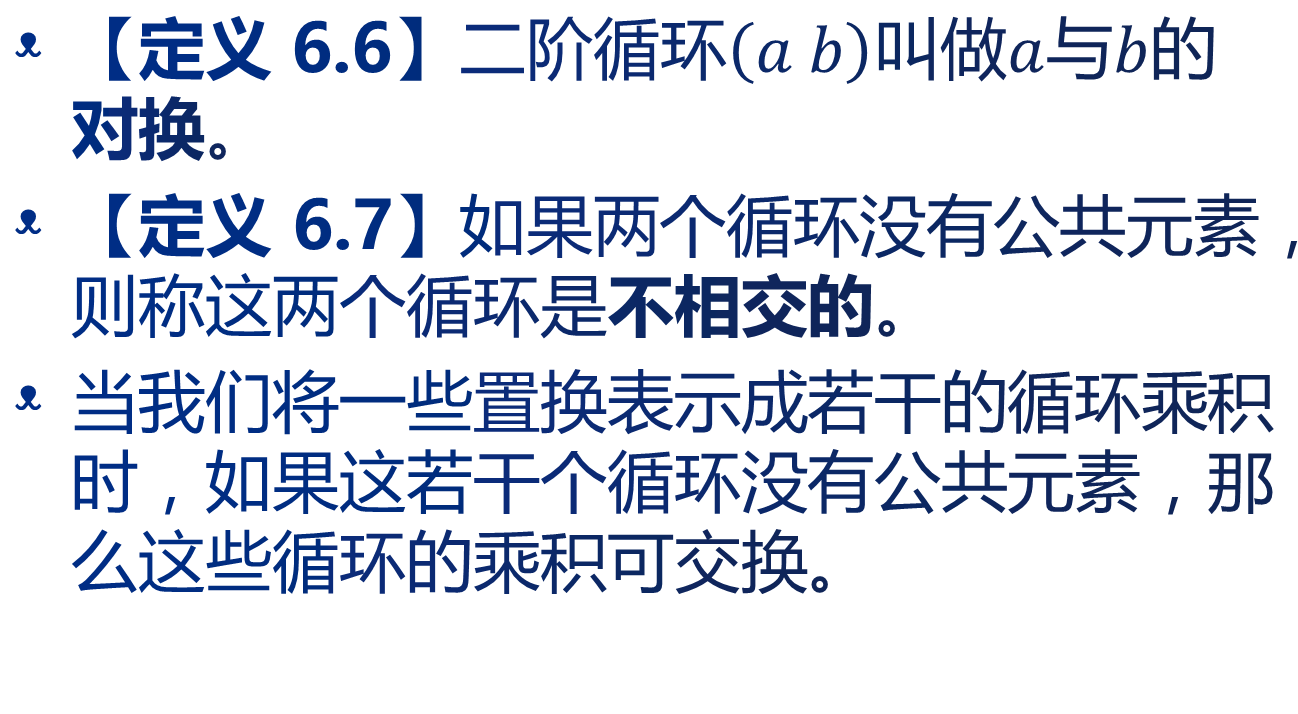 【定义 6.6】二阶循环(a b)叫做a与b的
对换。
【定义 6.7】如果两个循环没有公共元素，
则称这两个循环是不相交的。
当我们将一些置换表示成若干的循环乘积
时，如果这若干个循环没有公共元素，那
么这些循环的乘积可交换。